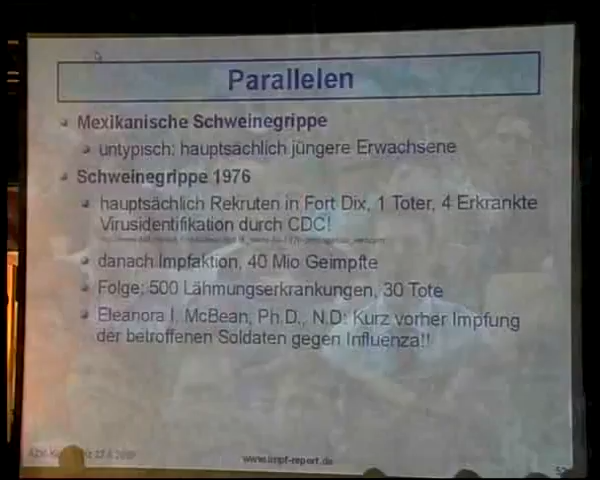 Parallelen
Mexikanische Schweinegrippe
untypisch: hauptsächlich jüngere Erwachsene
Schweinegrippe 1976
hauptsächlich Rekruten in Fort Dix, 1 Toter, 4 Erkrankte
Virusidentifikation durch CDC!
danach Impfaktion, 40 Mio Geimpfte
Folge: 500 Lähmungserkrankungen, 30 Tote
Eleanora I. McBean, Ph.D., N.D: Kurz vorher Impfung
der betroffenen Soldaten gegen Influenza!!
www.impf-report.de